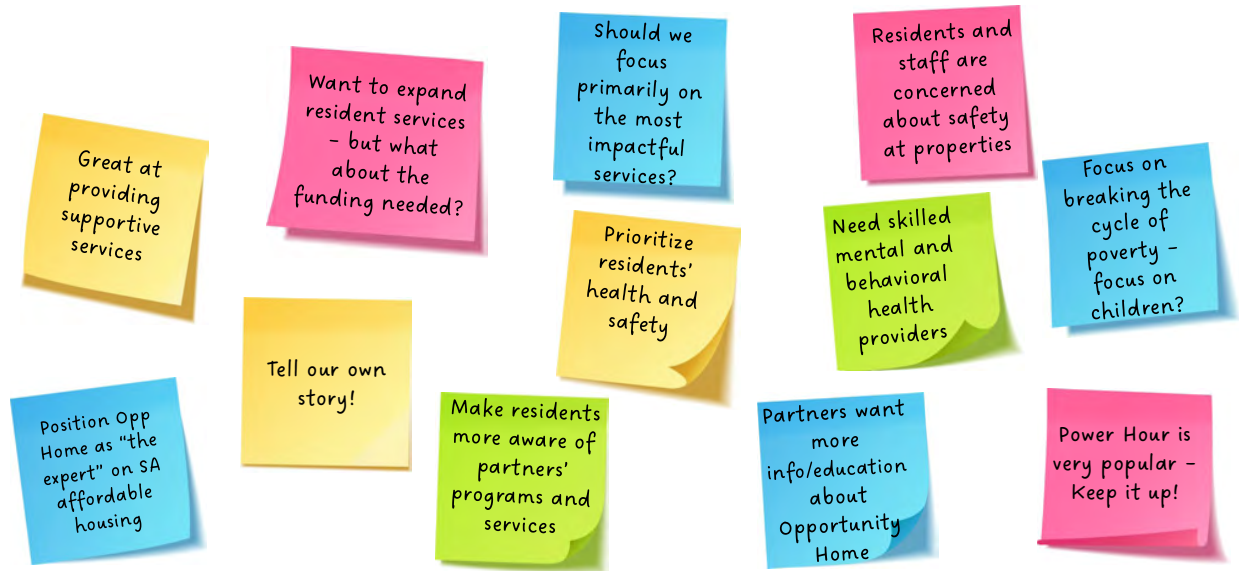 Great at
providing
supportive
services
Want to expand
resident services
- but what
about the
funding needed?
Should we
focus
primarily on
the most
impactful
services?
Residents and
staff are
concerned
about safety
at properties
Focus on
breaking the
cycle of
poverty -
focus on
children?
Need skilled
mental and
behavioral
health
providers
Prioritize
residents'
health and
safety
Tell our own
story!
Position Opp
Home as "the
expert" on SA
affordable
housing
Make residents
more aware of
partners'
programs and
services
Partners want
more
info/education
about
Opportunity
Home
Power Hour is
very popular -
Keep it up!